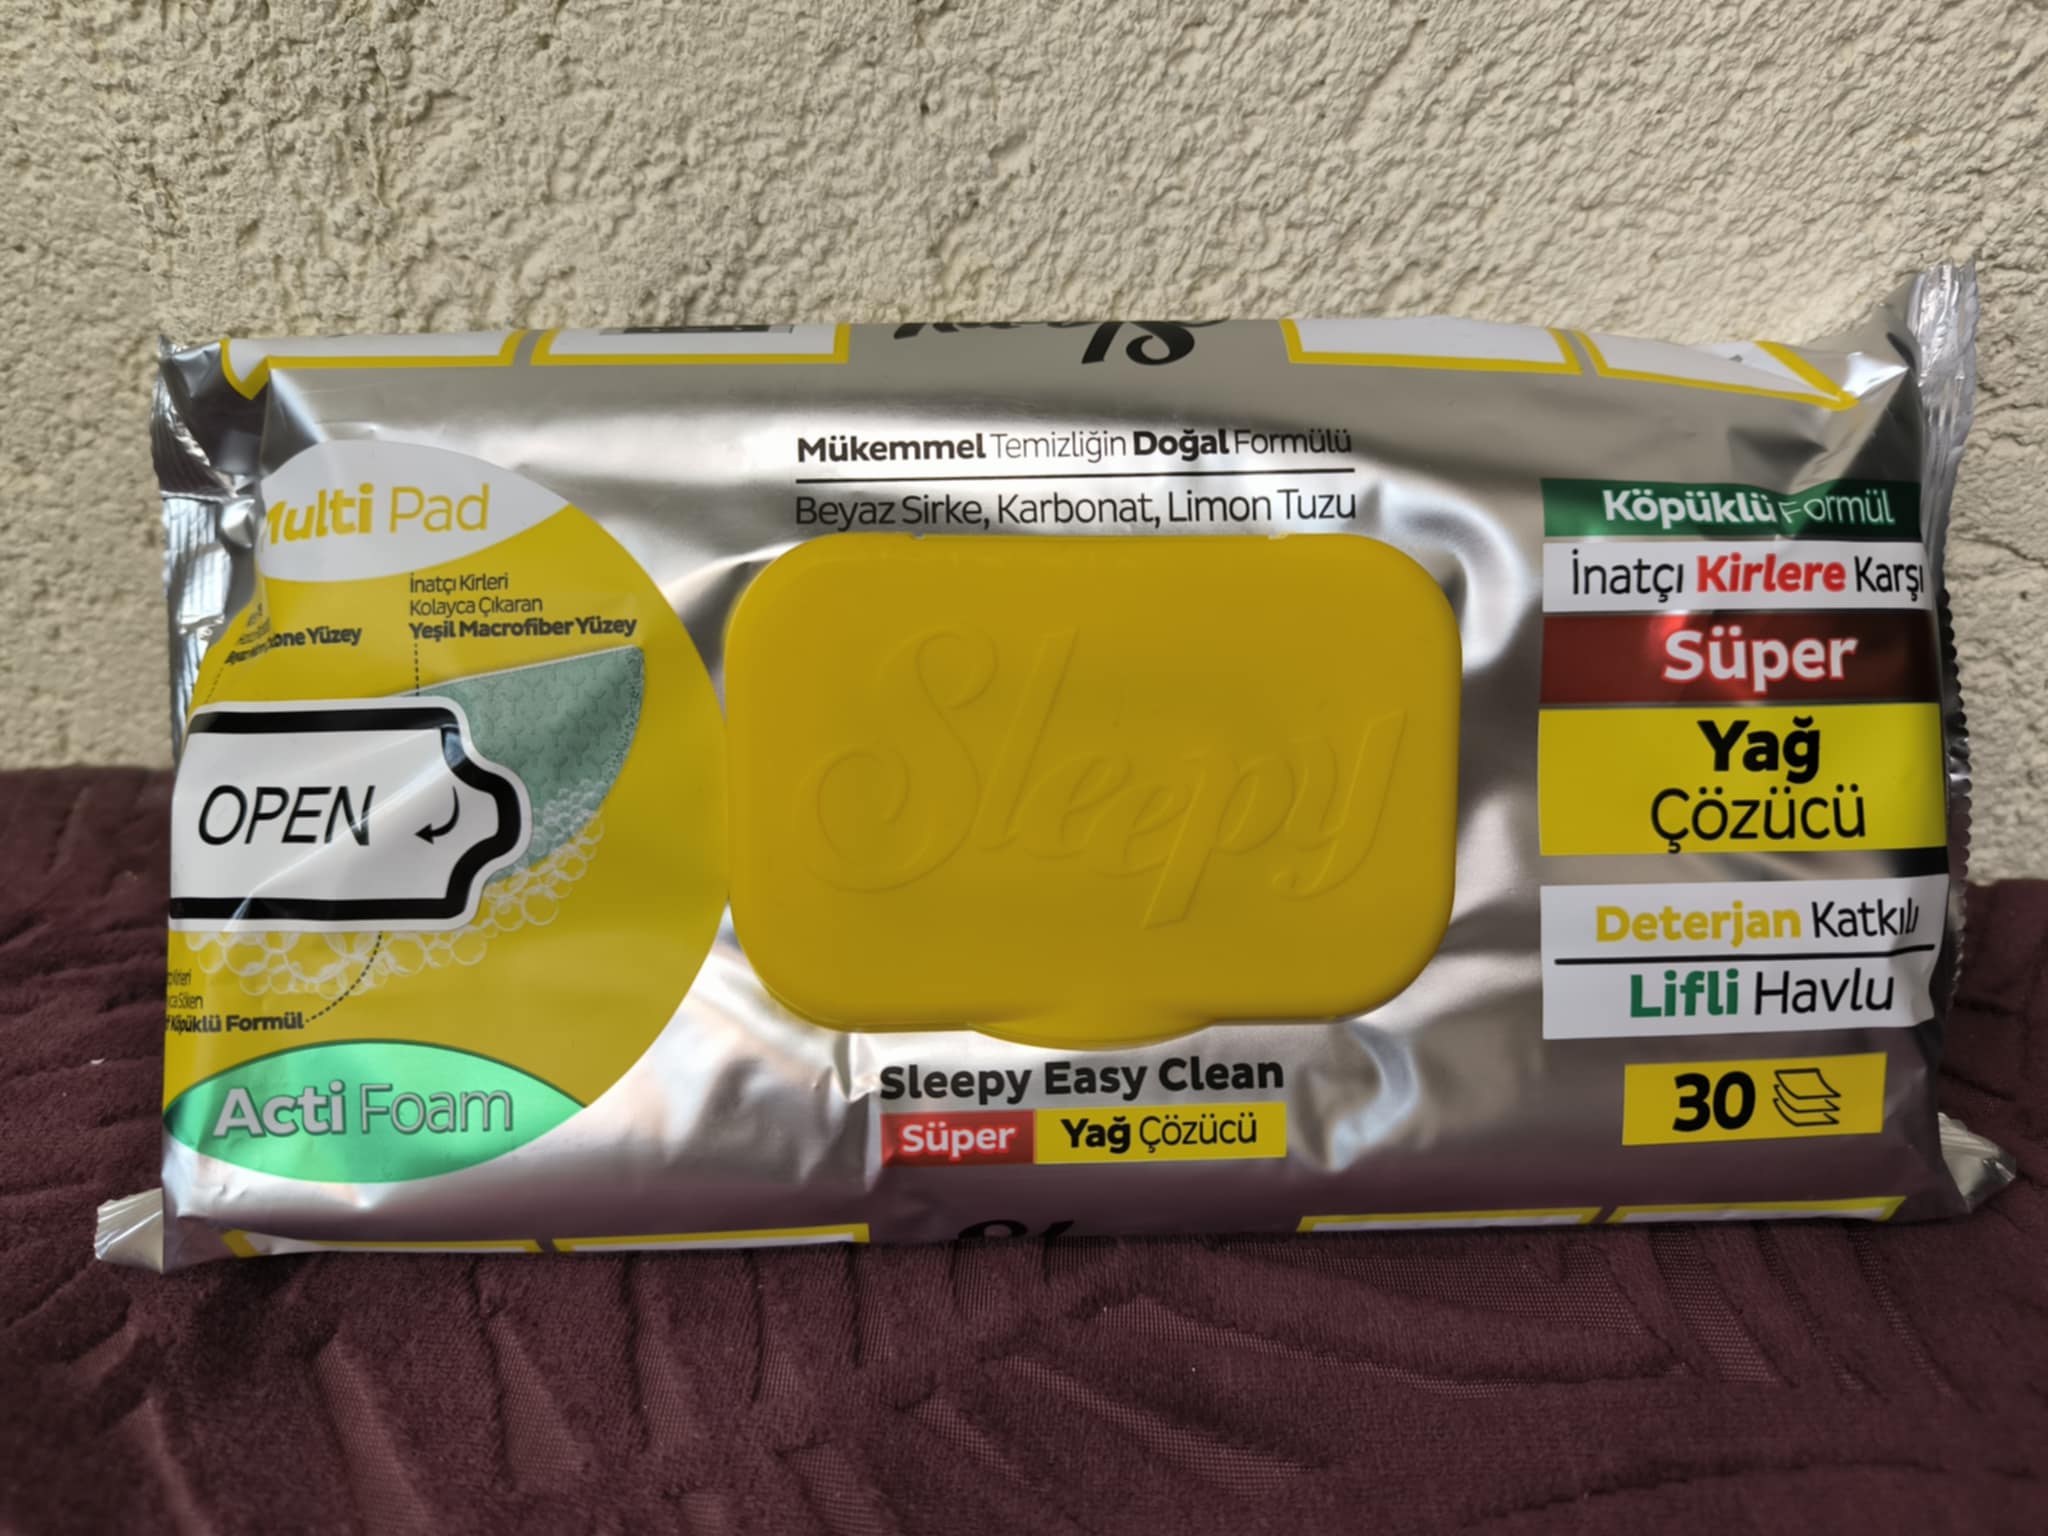 Multi Pad
İnatçı Kirleri
Kolayca Çıkaran
Yeşil Macrofiber Yüzey
Yüzey
OPEN
Köpüklü Formül
Acti Foam
Mükemmel Temizliğin Doğal Formülü
Beyaz Sirke, Karbonat, Limon Tuzu
Sleepy
Sleepy Easy Clean
Süper Yağ Çözücü
Köpüklü Formül
İnatçı Kirlere Karşı
Süper
Yağ
Çözücü
Deterjan Katkılı
Lifli Havlu
30